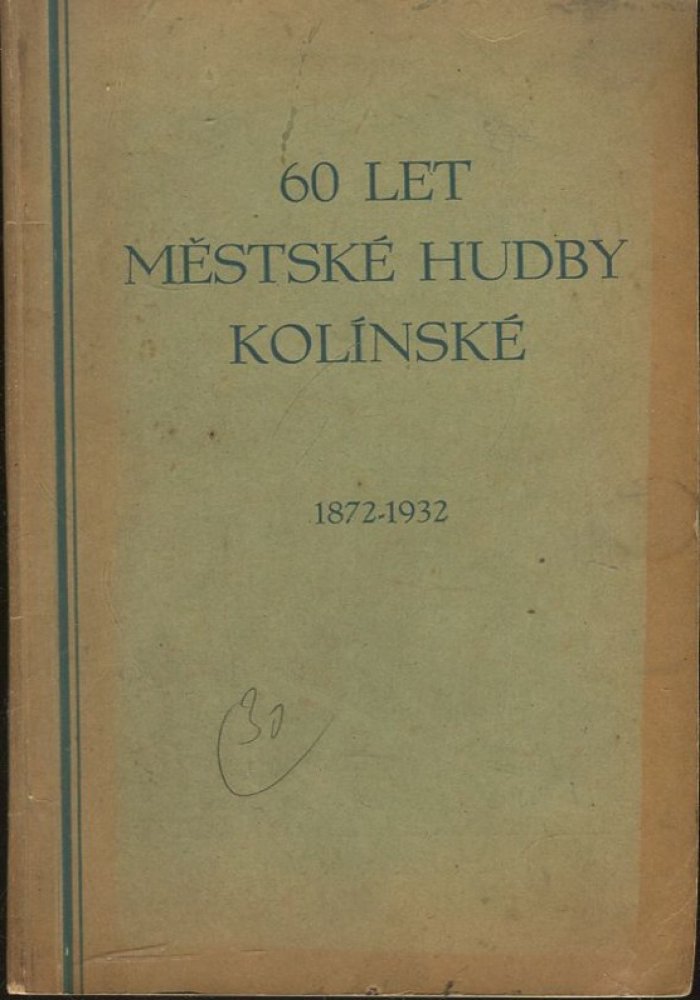 60 LET
MĚSTSKÉ HUDBY
KOLÍNSKÉ
1872-1932
30